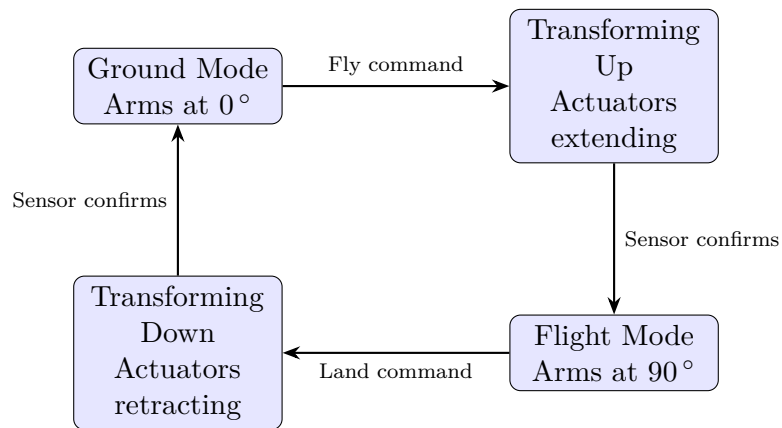 Ground Mode
Arms at 0°
Fly command
Transforming
Up
Actuators
extending
Sensor confirms
Sensor confirms
Transforming
Down
Actuators
retracting
Land command
Flight Mode
Arms at 90°